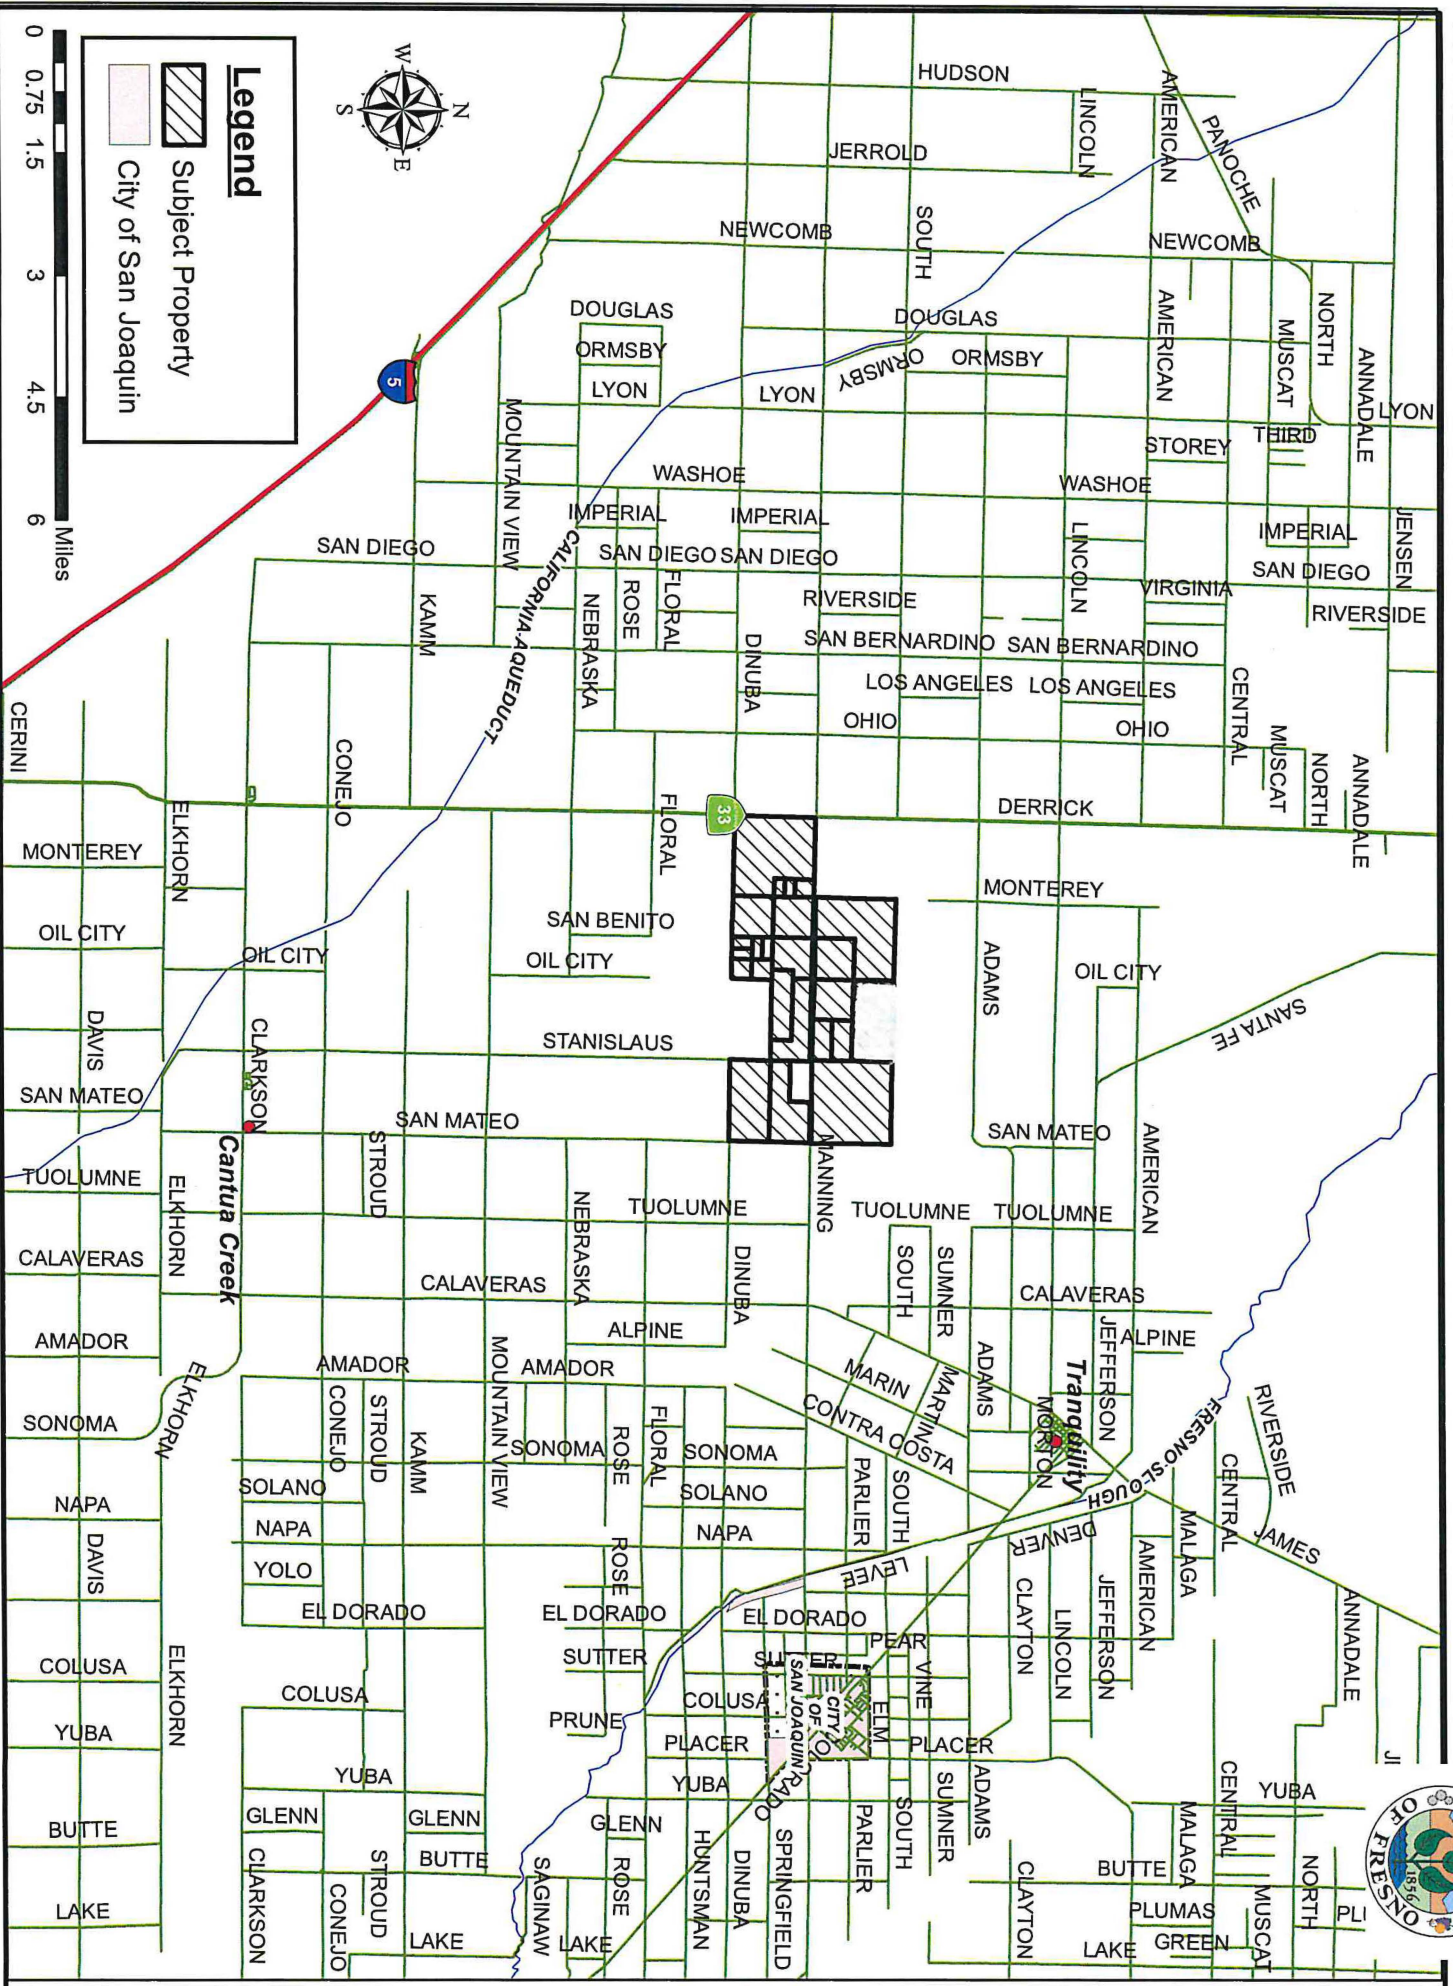 Legend
Subject Property
City of San Joaquin
0 0.75 1.5 3 4.5 6
Miles
N
W
E
S
5
33
HUDSON
JERROLD
LINCOLN
AMERICAN
PANOCHE
NEWCOMB
SOUTH
NEWCOMB
DOUGLAS
ORMSBY
LYON
DOUGLAS
ORMSBY
ORMSBY
LYON
AMERICAN
MUSCAT
NORTH
ANNADALE
LYON
STOREY
THIRD
MOUNTAIN VIEW
WASHOE
WASHOE
JENSEN
IMPERIAL
IMPERIAL
IMPERIAL
SAN DIEGO
CALIFORNIA AQUEDUCT
SAN DIEGO
SAN DIEGO
LINCOLN
SAN DIEGO
VIRGINIA
RIVERSIDE
RIVERSIDE
KAMM
NEBRASKA
ROSE
FLORAL
DINUBA
SAN BERNARDINO
SAN BERNARDINO
LOS ANGELES
LOS ANGELES
OHIO
OHIO
CENTRAL
MUSCAT
NORTH
ANNADALE
CERINI
CONEJO
ELKHORN
FLORAL
DERRICK
MONTEREY
MONTEREY
OIL CITY
OIL CITY
SAN BENITO
OIL CITY
ADAMS
OIL CITY
SANTA FE
DAVIS
CLARKSON
STANISLAUS
SAN MATEO
SAN MATEO
SAN MATEO
Cantua Creek
STROUD
MANNING
AMERICAN
TUOLUMNE
ELKHORN
NEBRASKA
TUOLUMNE
TUOLUMNE
TUOLUMNE
CALAVERAS
CALAVERAS
DINUBA
SOUTH
SUMNER
CALAVERAS
AMADOR
ELKHORN
AMADOR
MOUNTAIN VIEW
AMADOR
ALPINE
MARIN
MARTIN
ADAMS
JEFFERSON
ALPINE
Tranquility
MORTON
CONTRA COSTA
SONOMA
CONEJO
STROUD
KAMM
SONOMA
ROSE
FLORAL
SONOMA
PARLIER
SOUTH
FRESNO SLOUGH
RIVERSIDE
CENTRAL
NAPA
SOLANO
SOLANO
NAPA
NAPA
DENVER
MALAGA
JAMES
DAVIS
YOLO
ROSE
LEVEE
EL DORADO
EL DORADO
EL DORADO
CLAYTON
LINCOLN
JEFFERSON
AMERICAN
ANNADALE
COLUSA
ELKHORN
COLUSA
SUTTER
SUTTER
PEAR
VINE
COLUSA
CITY
OF
SAN JOAQUIN
ELM
YUBA
PRUNE
PLACER
PLACER
YUBA
YUBA
ADAMS
SUMNER
CENTRAL
YUBA
BUTTE
GLENN
GLENN
GLENN
SOUTH
PARLIER
MALAGA
CLARKSON
STROUD
BUTTE
SAGINAW
ROSE
HUNTSMAN
DINUBA
SPRINGFIELD
BUTTE
NORTH
MUSCAT
LAKE
CONEJO
LAKE
LAKE
CLAYTON
LAKE
PLUMAS
GREEN
OF FRESNO
1856